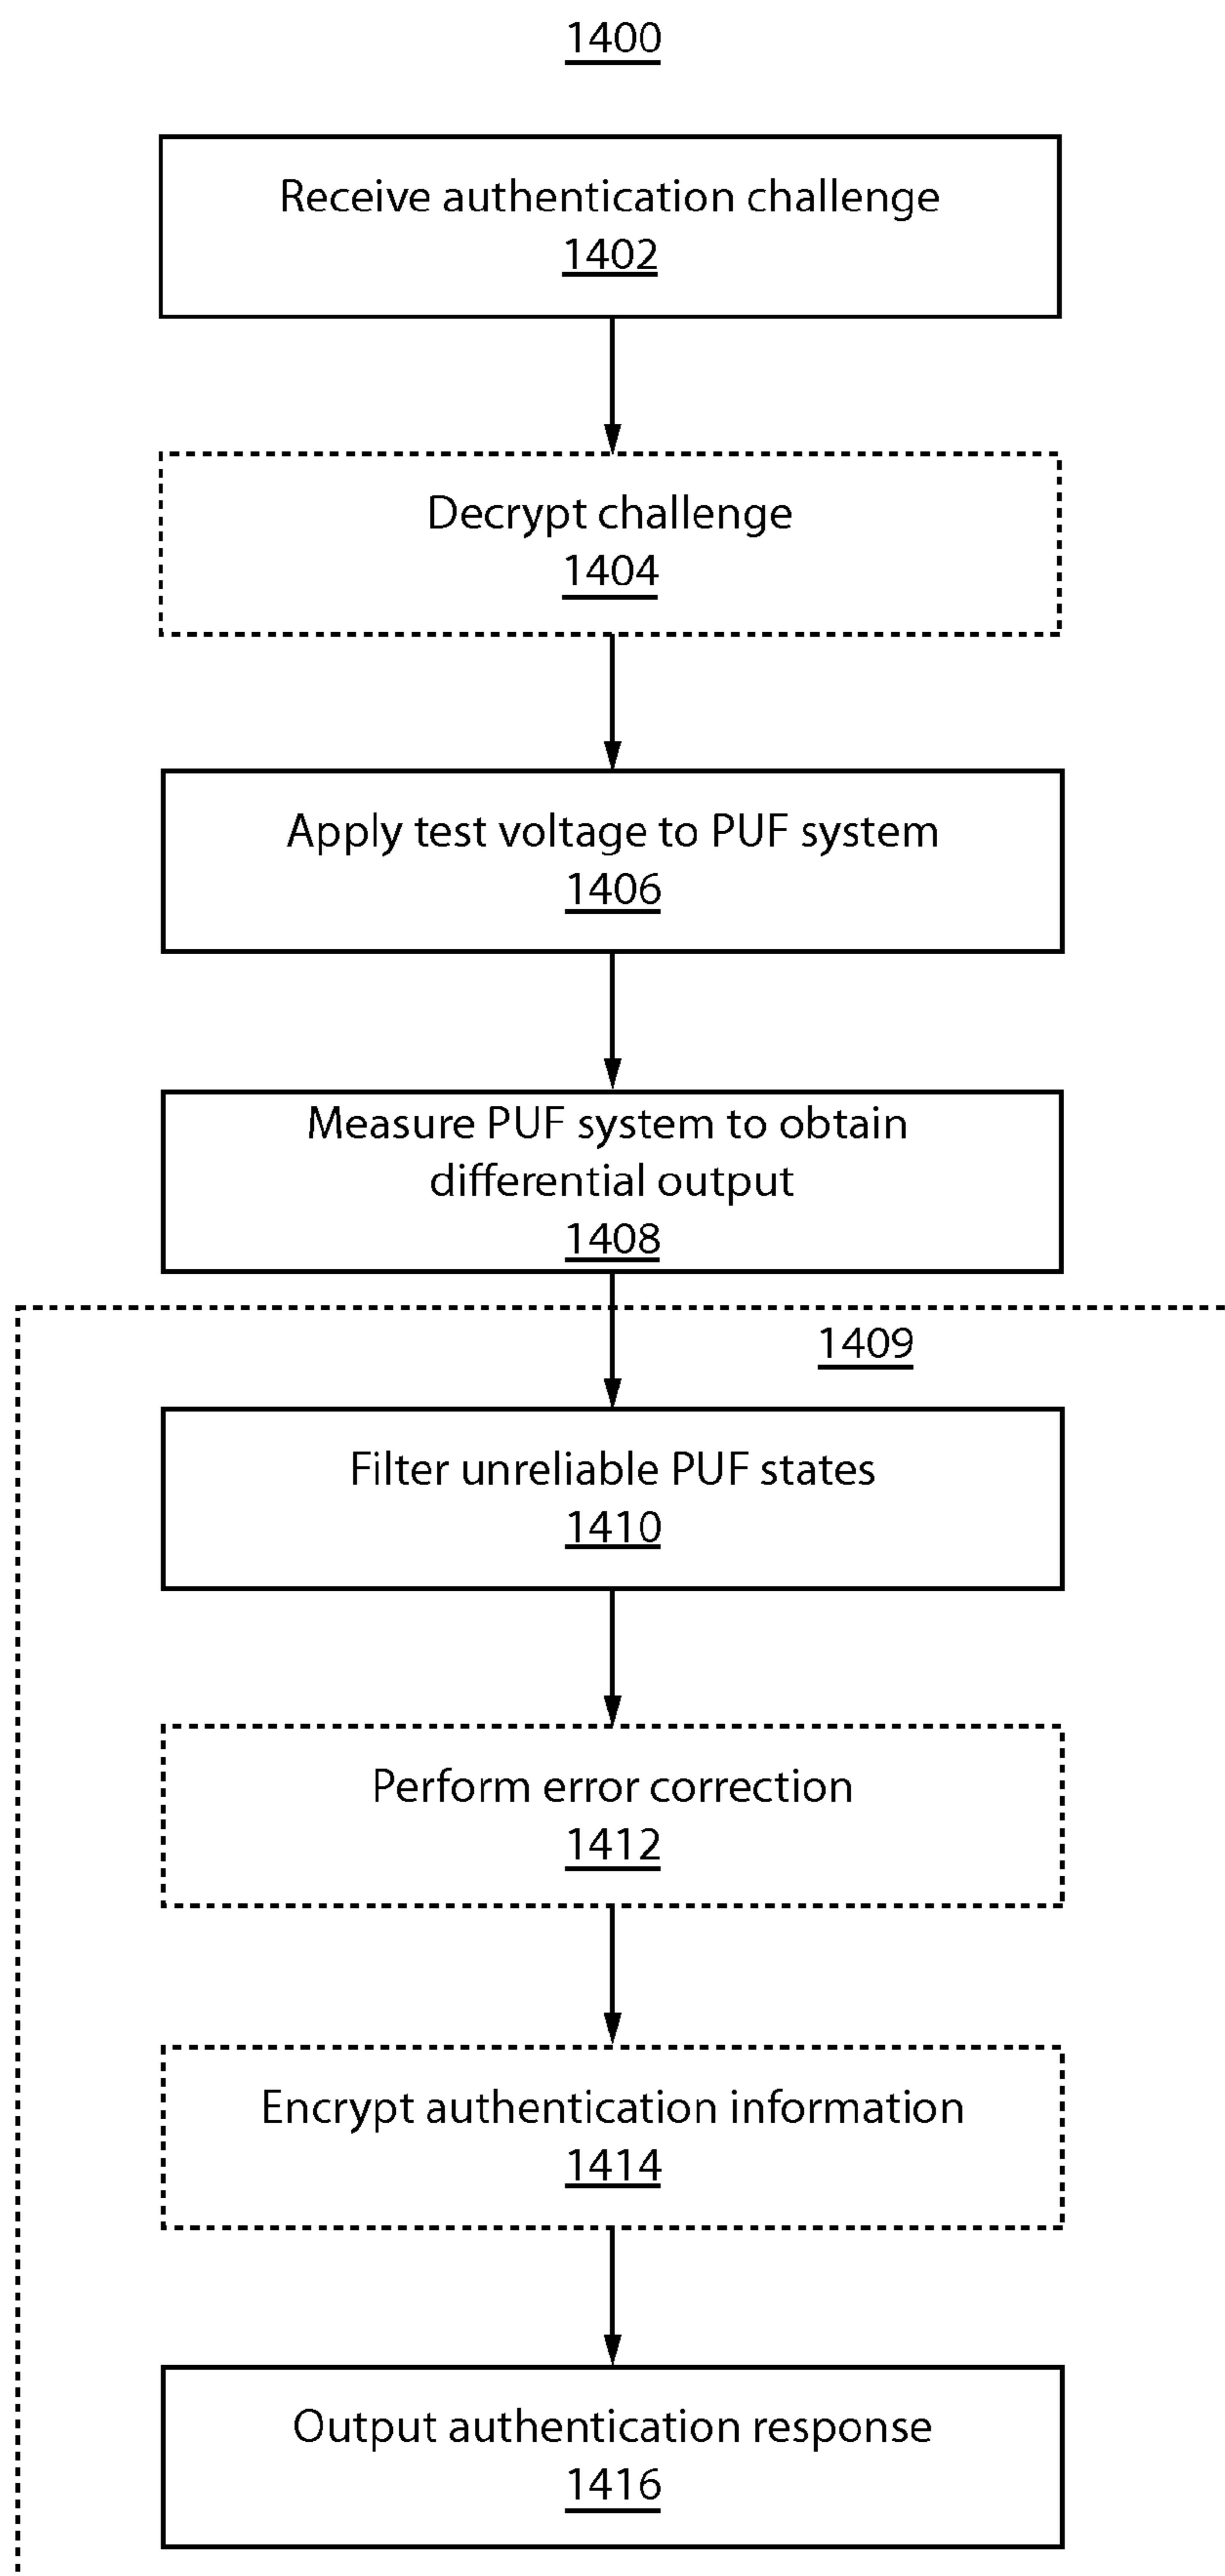 1400
Receive authentication challenge
1402
Decrypt challenge
1404
Apply test voltage to PUF system
1406
Measure PUF system to obtain
differential output
1408
1409
Filter unreliable PUF states
1410
Perform error correction
1412
Encrypt authentication information
1414
Output authentication response
1416